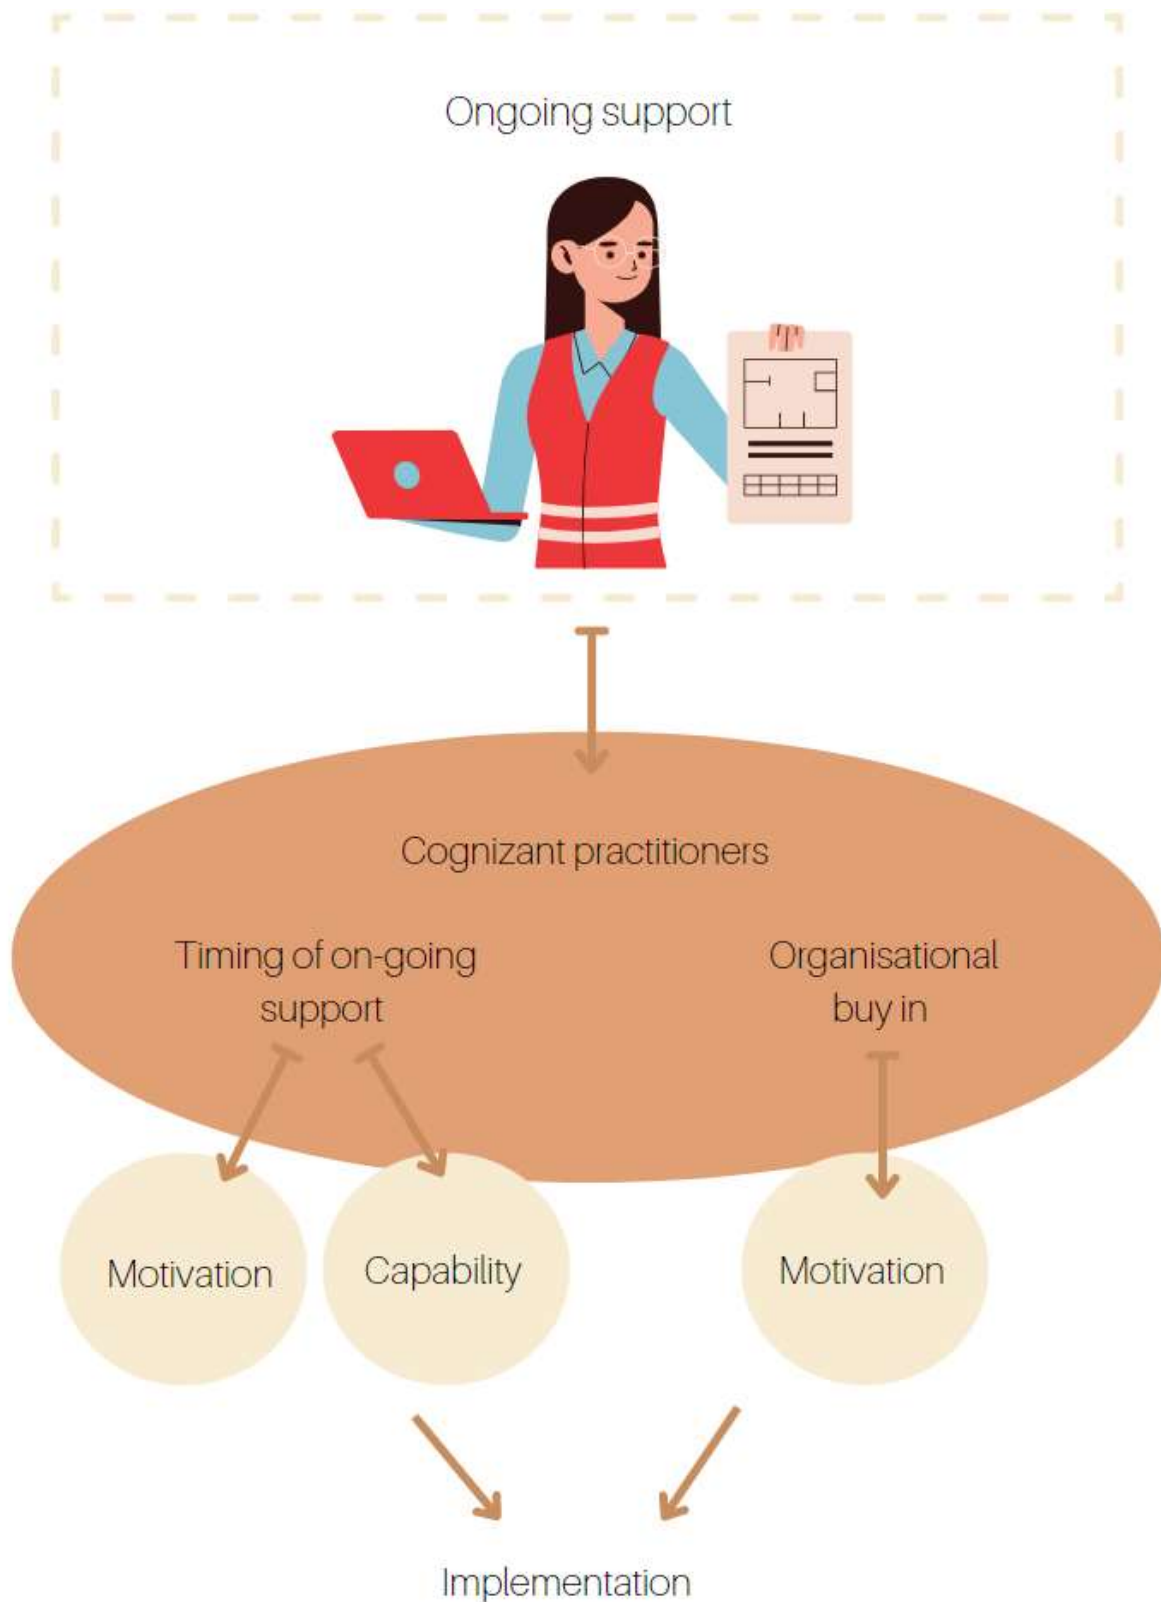 Ongoing support
Cognizant practitioners
Timing of on-going
support
Organisational
buy in
Motivation
Capability
Motivation
Implementation